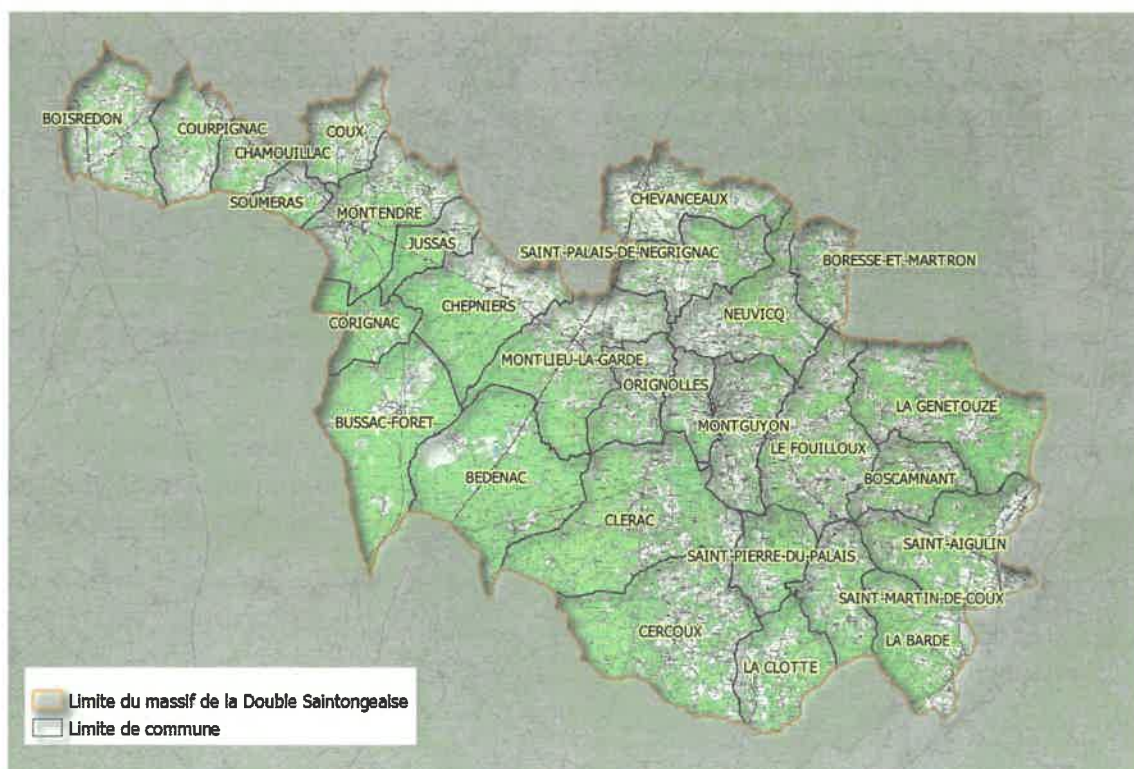 BOISREDON
COURPIGNAC
COUX
CHAMOUILLAC
SOUMERAS
MONTENDRE
CHEVANCEAUX
JUSSAS
SAINT-PALAIS-DE-NEGRIGNAC
BORESSE-ET-MARTRON
CHEPNIERS
CORIGNAC
NEUVICQ
MONTLIEU-LA-GARDE
ORIGNOLLES
LA GENETOUZE
BUSSAC-FORET
MONTGUYON
LE FOUILLOUX
BEDENAC
BOSCAMNANT
CLERAC
SAINT-AIGULIN
SAINT-PIERRE-DU-PALAIS
SAINT-MARTIN-DE-COUX
CERCOUX
LA BARDE
LA CLOTTE
Limite du massif de la Double Saintongeaise
Limite de commune